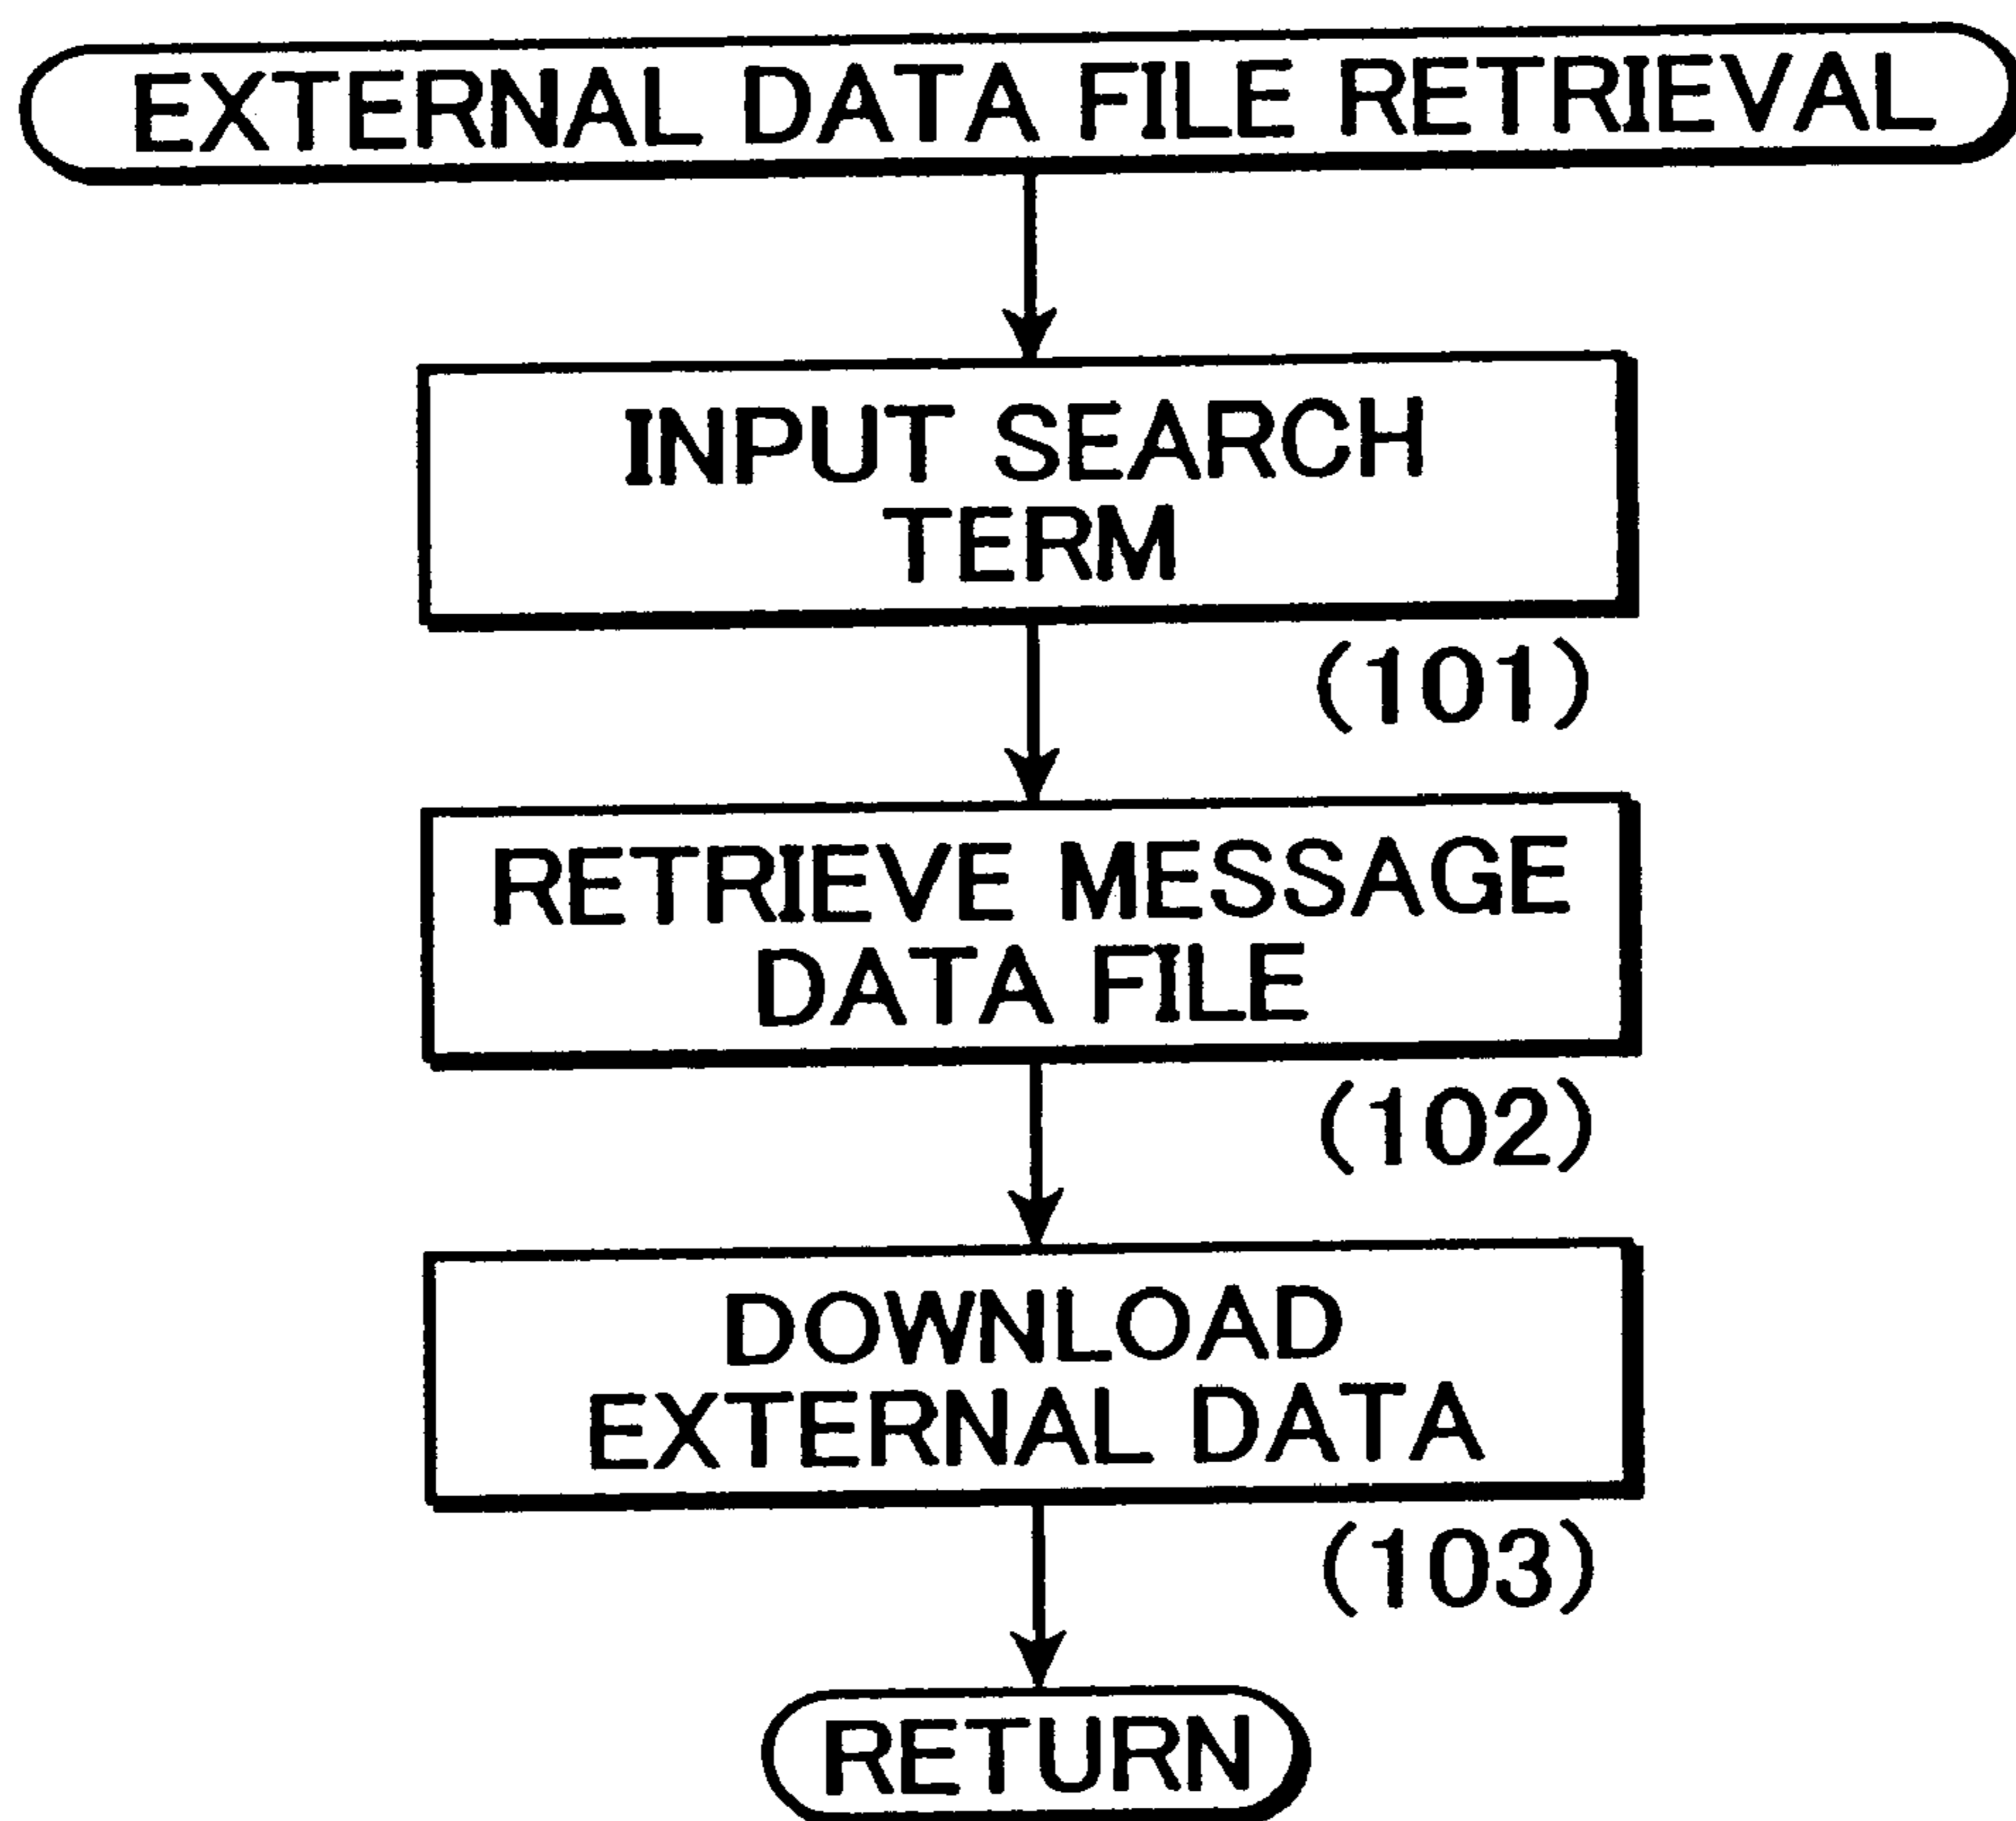 EXTERNAL DATA FILE RETRIEVAL
INPUT SEARCH
TERM
(101)
RETRIEVE MESSAGE
DATA FILE
(102)
DOWNLOAD
EXTERNAL DATA
(103)
RETURN